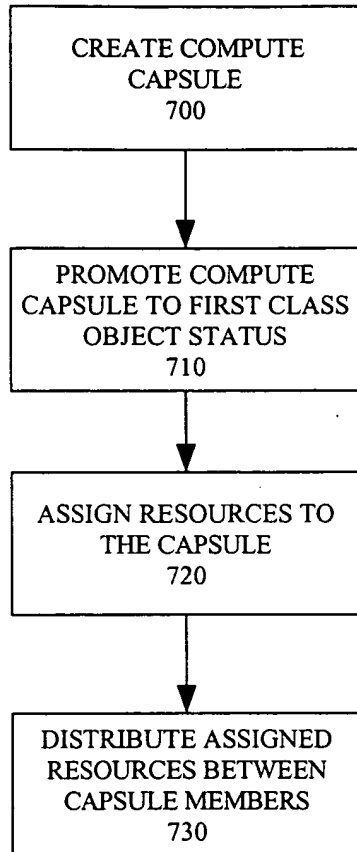 CREATE COMPUTE
CAPSULE
700
PROMOTE COMPUTE
CAPSULE TO FIRST CLASS
OBJECT STATUS
710
ASSIGN RESOURCES TO
THE CAPSULE
720
DISTRIBUTE ASSIGNED
RESOURCES BETWEEN
CAPSULE MEMBERS
730